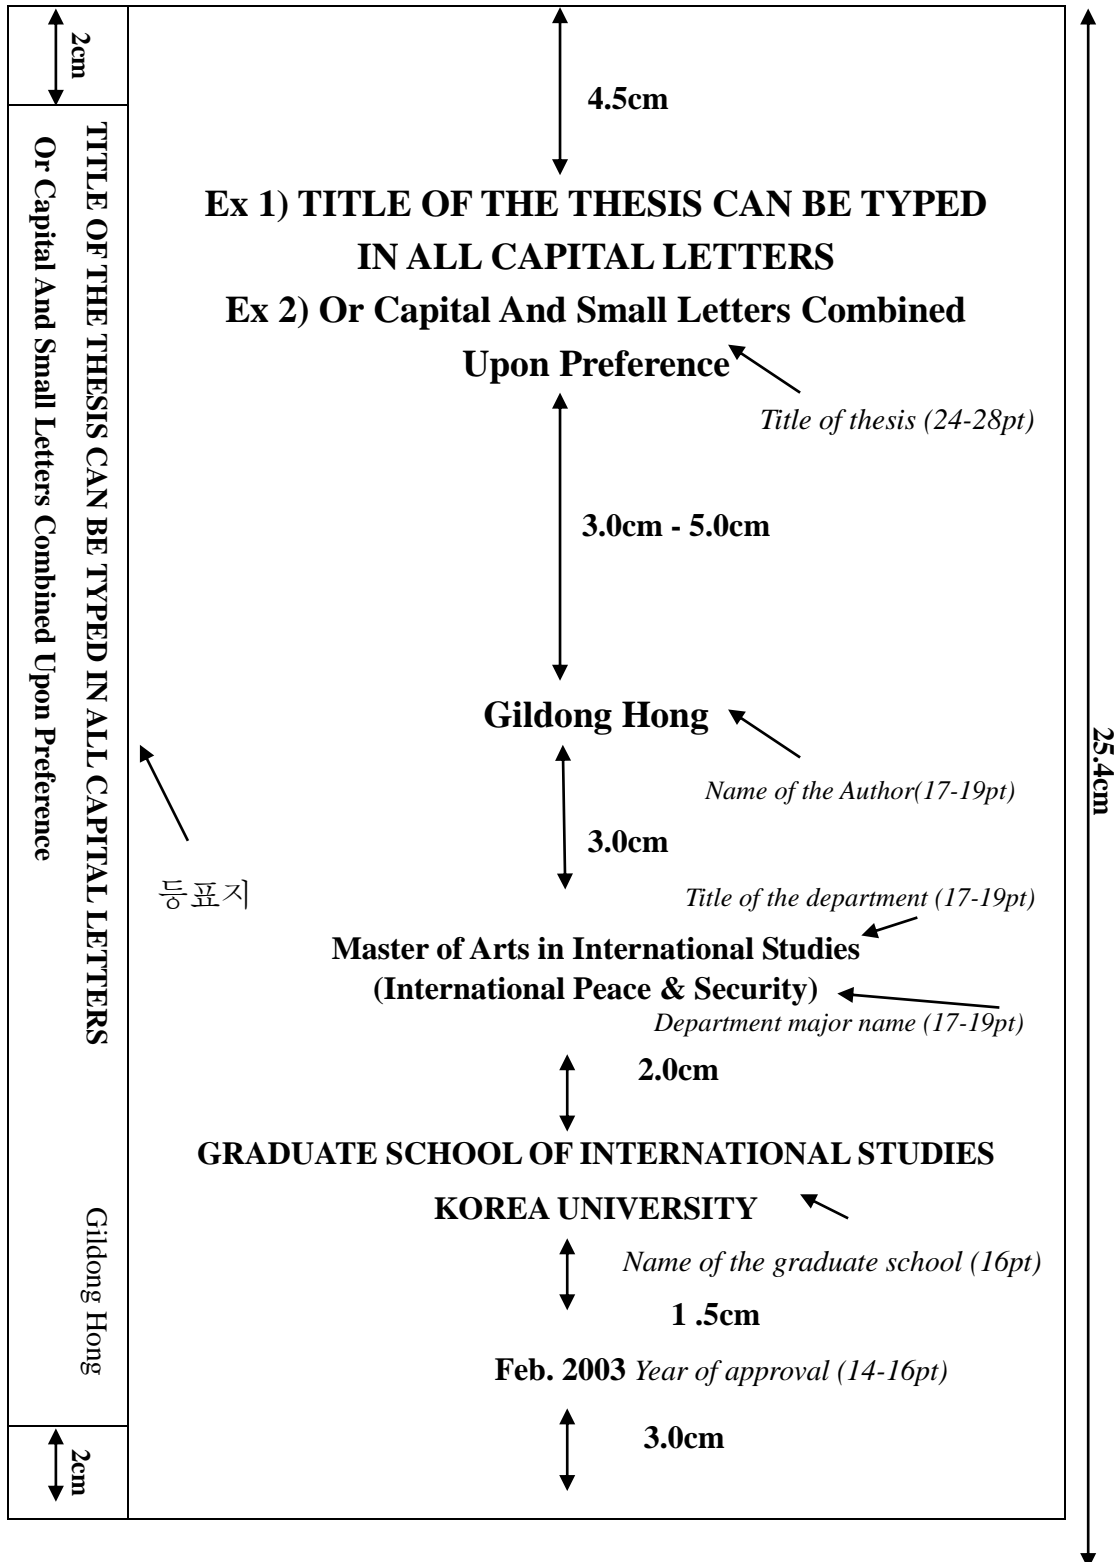 2cm
TITLE OF THE THESIS CAN BE TYPED IN ALL CAPITAL LETTERS
Or Capital And Small Letters Combined Upon Preference
Gildong Hong
2cm
4.5cm
Ex 1) TITLE OF THE THESIS CAN BE TYPED
IN ALL CAPITAL LETTERS
Ex 2) Or Capital And Small Letters Combined
Upon Preference
Title of thesis (24-28pt)
3.0cm - 5.0cm
Gildong Hong
Name of the Author(17-19pt)
3.0cm
등표지
Title of the department (17-19pt)
Master of Arts in International Studies
(International Peace & Security)
Department major name (17-19pt)
2.0cm
GRADUATE SCHOOL OF INTERNATIONAL STUDIES
KOREA UNIVERSITY
Name of the graduate school (16pt)
1 .5cm
Feb. 2003 Year of approval (14-16pt)
3.0cm
25.4cm